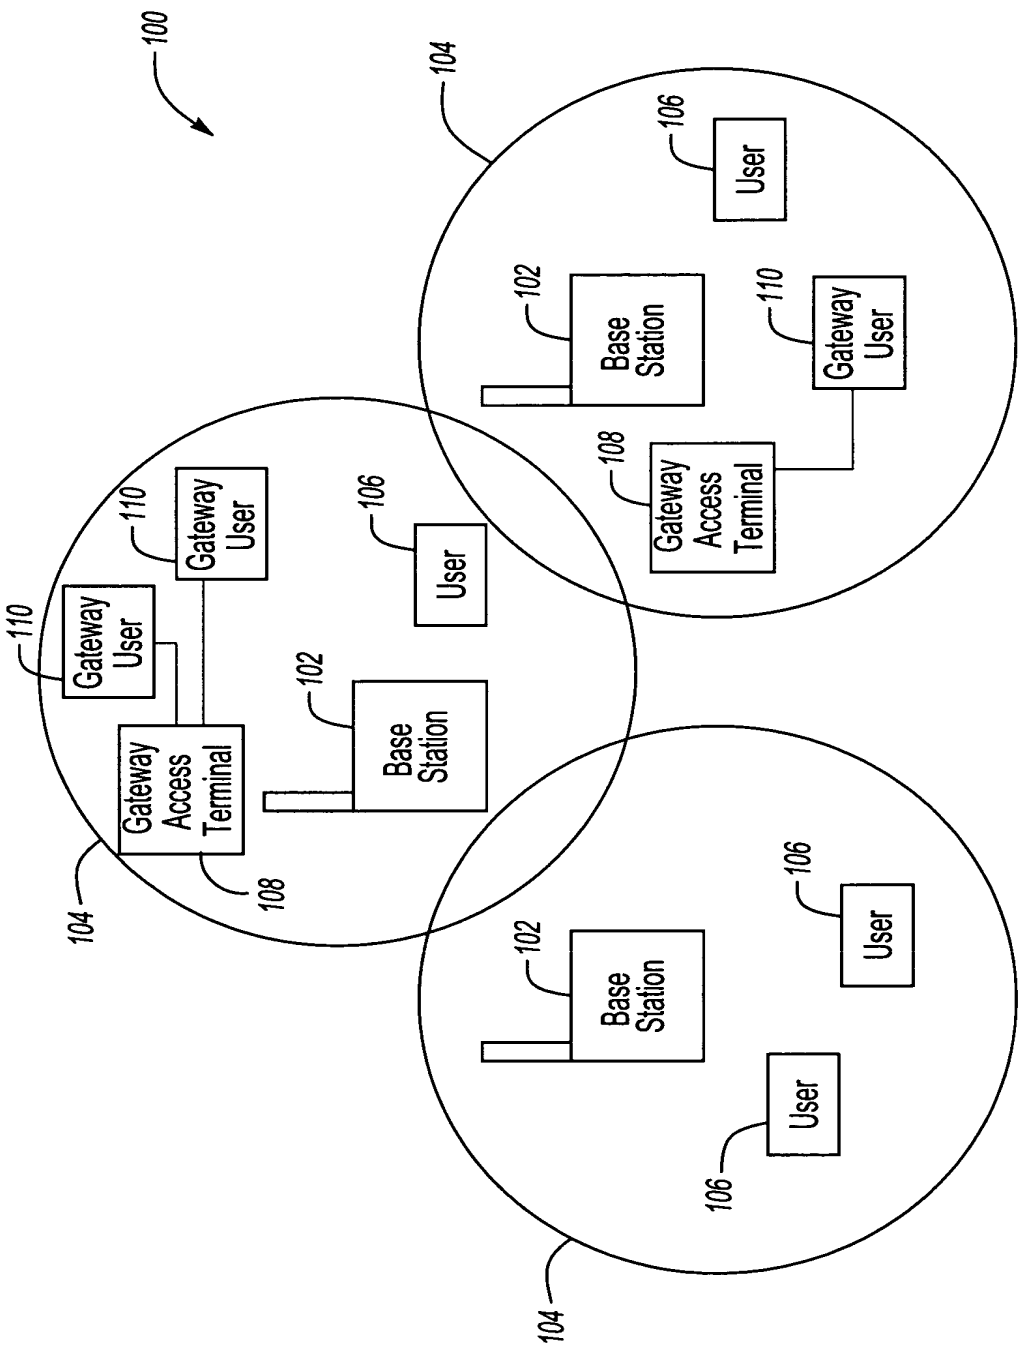 100
110
104
Gateway
User
110
Gateway
Access
Terminal
Gateway
User
108
102
106
Base
Station
User
104
102
Base
Station
106
User
106
User
104
102
Base
Station
108
Gateway
Access
Terminal
106
User
110
Gateway
User